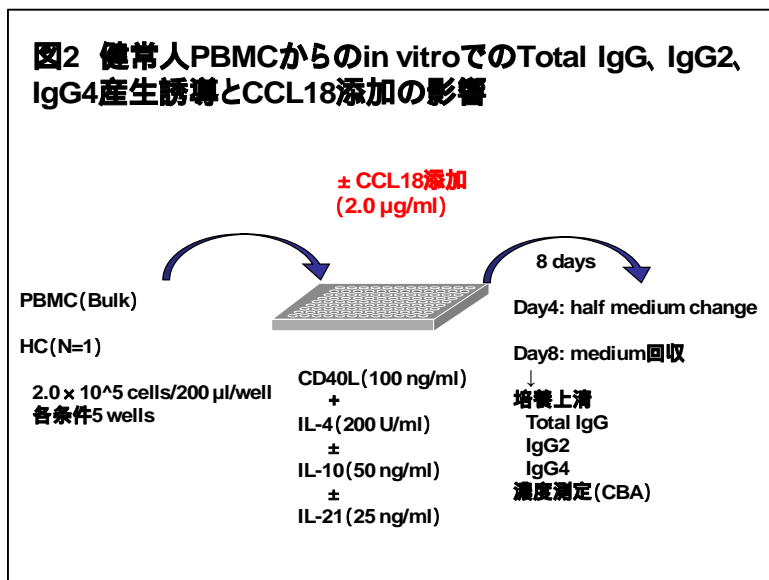 図2 健常人PBMCからのin vitroでのTotal IgG、IgG2、
IgG4産生誘導とCCL18添加の影響
± CCL18添加
(2.0 µg/ml)
PBMC(Bulk)
HC(N=1)
2.0 x 10^5 cells/200 µl/well
各条件5 wells
CD40L(100 ng/ml)
+
IL-4(200 U/ml)
±
IL-10(50 ng/ml)
±
IL-21(25 ng/ml)
8 days
Day4: half medium change
Day8: medium回収
↓
培養上清
Total IgG
IgG2
IgG4
濃度測定(CBA)